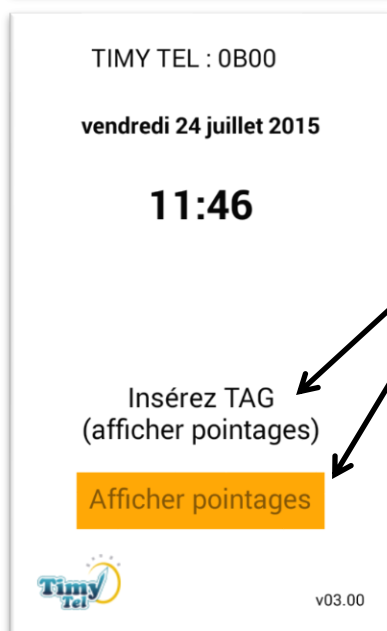 TIMY TEL : 0B00
vendredi 24 juillet 2015
11:46
Insérez TAG
(afficher pointages)
Afficher pointages
Timy
Tel
v03.00